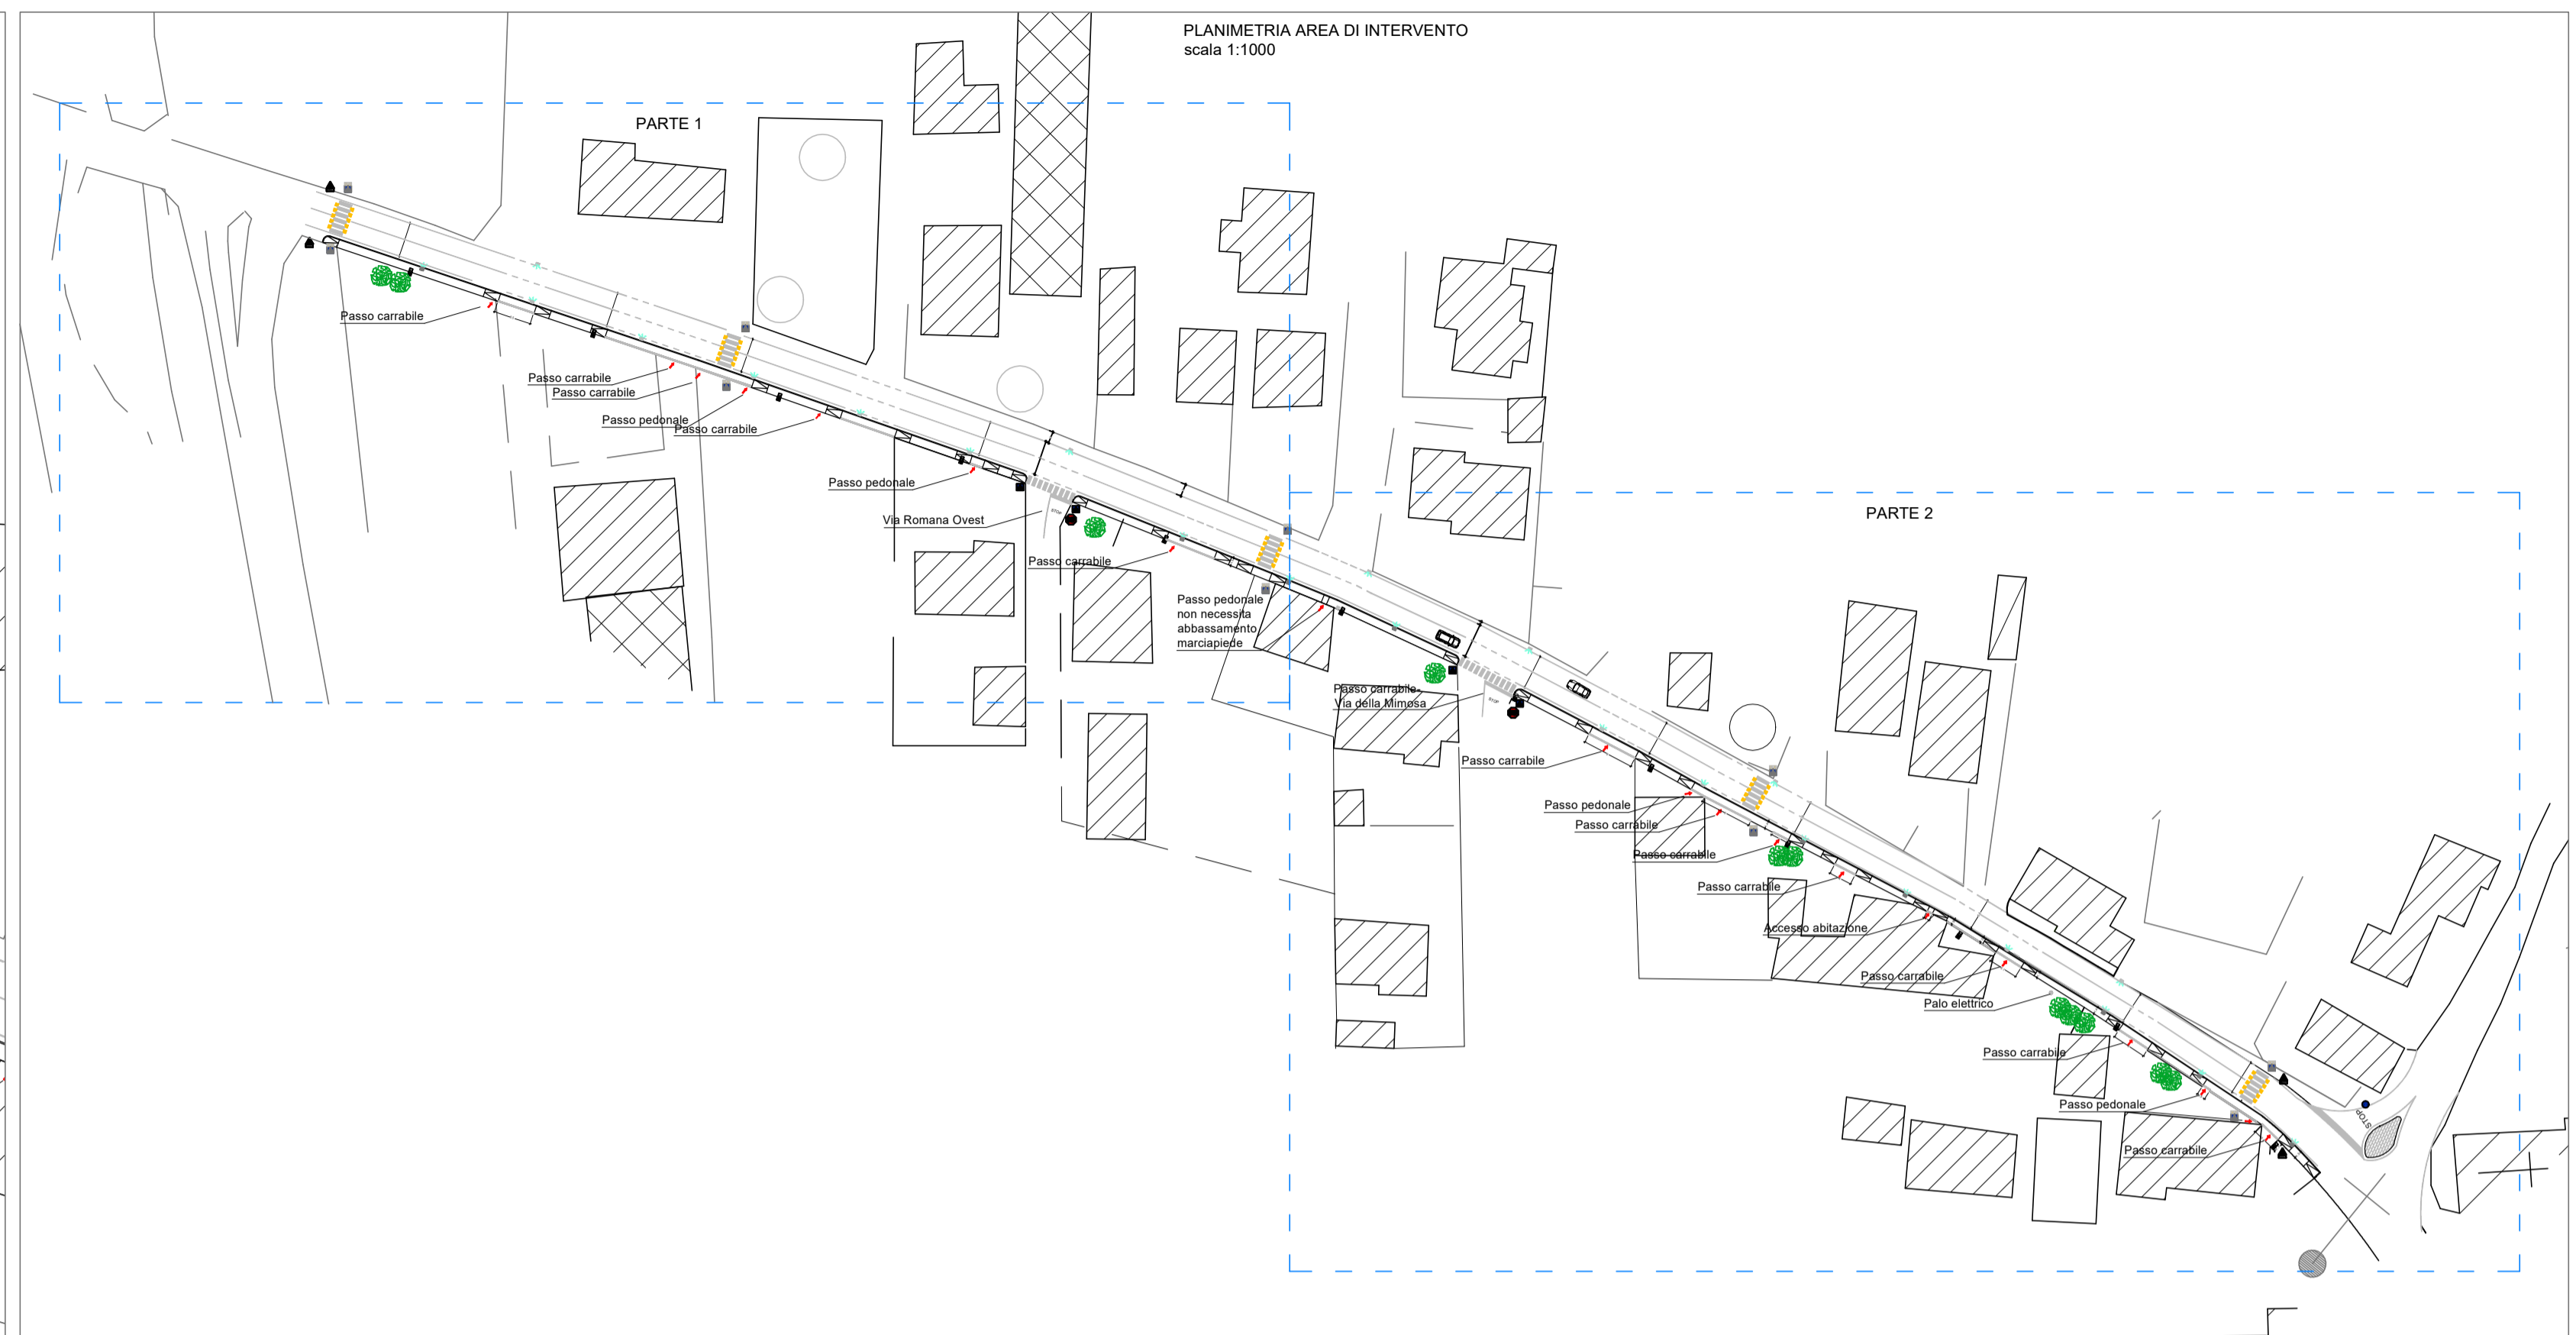 PLANIMETRIA AREA DI INTERVENTO
scala 1:1000
PARTE 1
Passo carrabile
Passo carrabile
Passo carrabile
Passo pedonale
Passo carrabile
Passo pedonale
Via Romana Ovest
STOP
Passo carrabile
Passo pedonale
non necessita
abbassamento
marciapiede
PARTE 2
Passo carrabile-
Via della Mimosa
STOP
Passo carrabile
Passo pedonale
Passo carrabile
Passo carrabile
Passo carrabile
Accesso abitazione
Passo carrabile
Palo elettrico
Passo carrabile
Passo pedonale
STOP
Passo carrabile